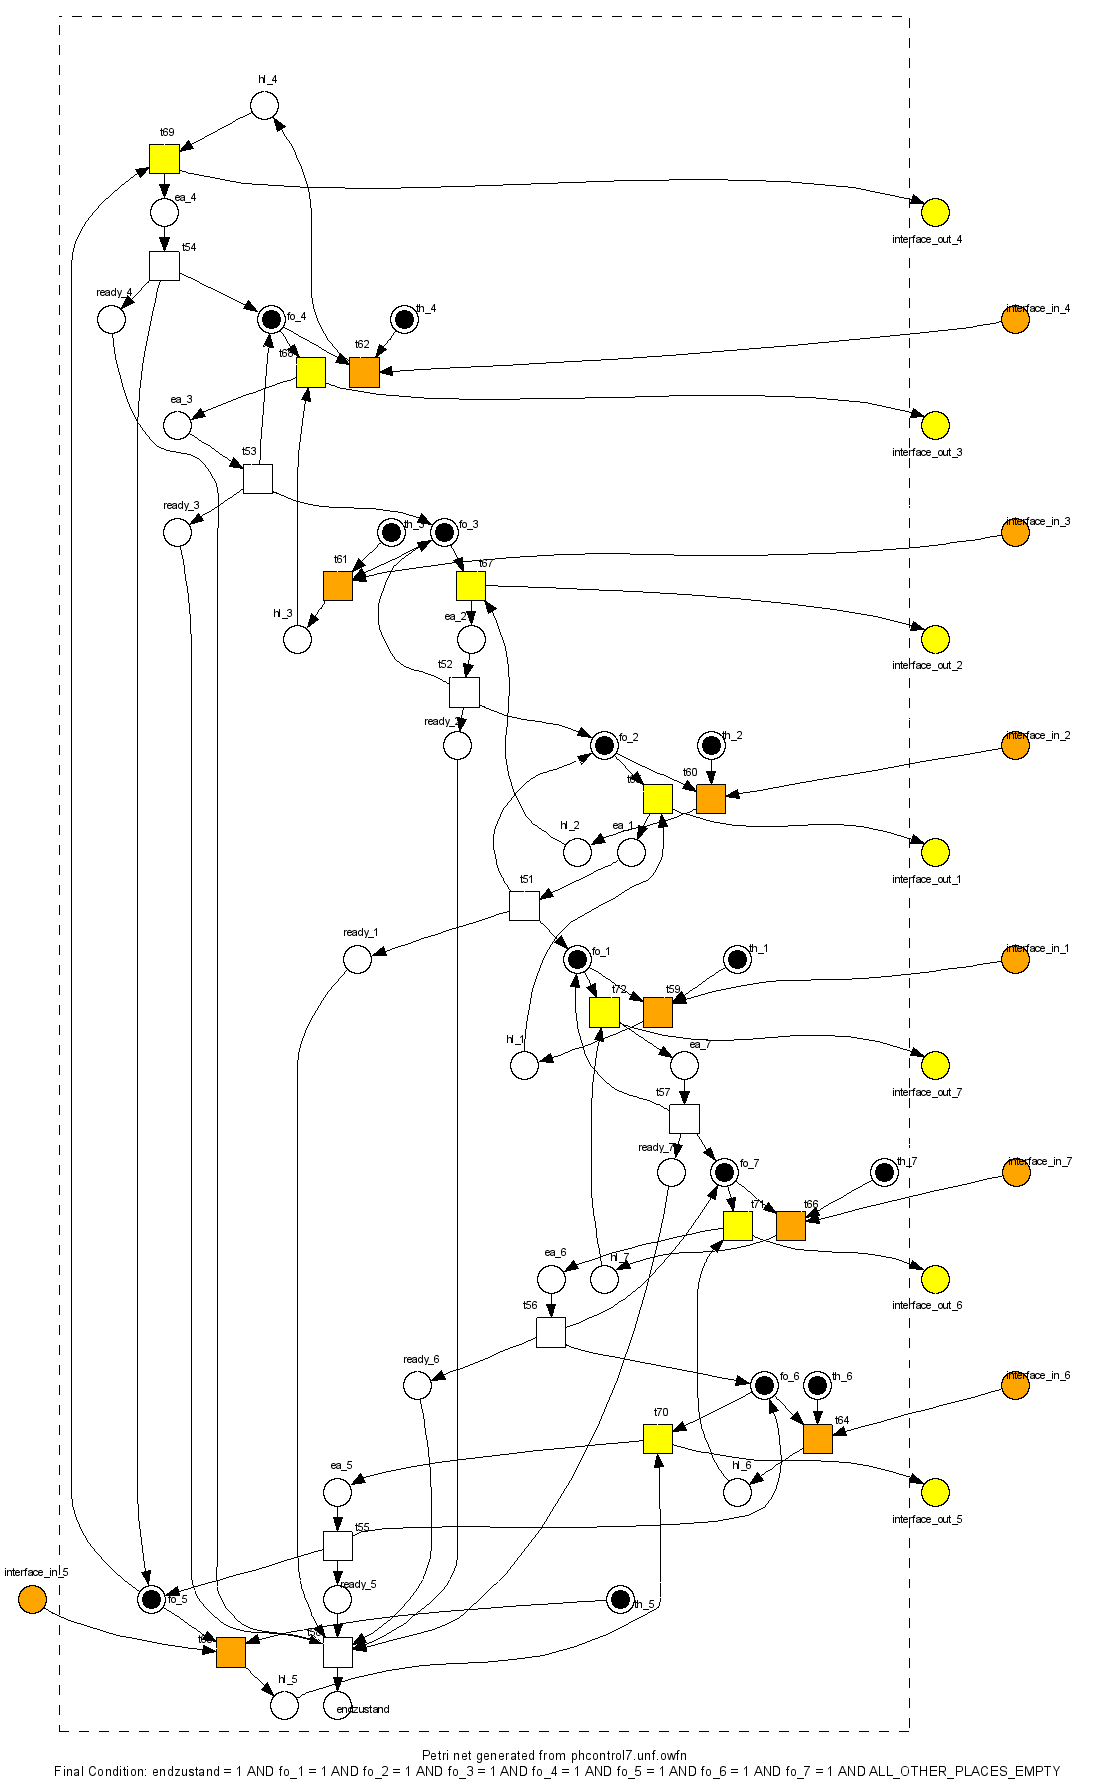 hl_4
t69
ea_4
interface_out_4
t54
ready_4
fo_4
th_4
interface_in_4
t62
ea_3
interface_out_3
t53
ready_3
th_3
fo_3
interface_in_3
t61
t67
hl_3
ea_2
interface_out_2
t52
ready_2
fo_2
th_2
interface_in_2
t60
hl_2
ea_1
interface_out_1
t51
ready_1
fo_1
th_1
interface_in_1
t72
t59
hl_1
ea_7
interface_out_7
t57
ready_7
fo_7
th_7
interface_in_7
t71
t66
ea_6
hl_7
interface_out_6
t56
ready_6
fo_6
th_6
interface_in_6
t70
t64
ea_5
hl_6
interface_out_5
t55
interface_in_5
fo_5
ready_5
th_5
hl_5
endzustand
Petri net generated from phcontrol7.unf.owfn
Final Condition: endzustand = 1 AND fo_1 = 1 AND fo_2 = 1 AND fo_3 = 1 AND fo_4 = 1 AND fo_5 = 1 AND fo_6 = 1 AND fo_7 = 1 AND ALL_OTHER_PLACES_EMPTY